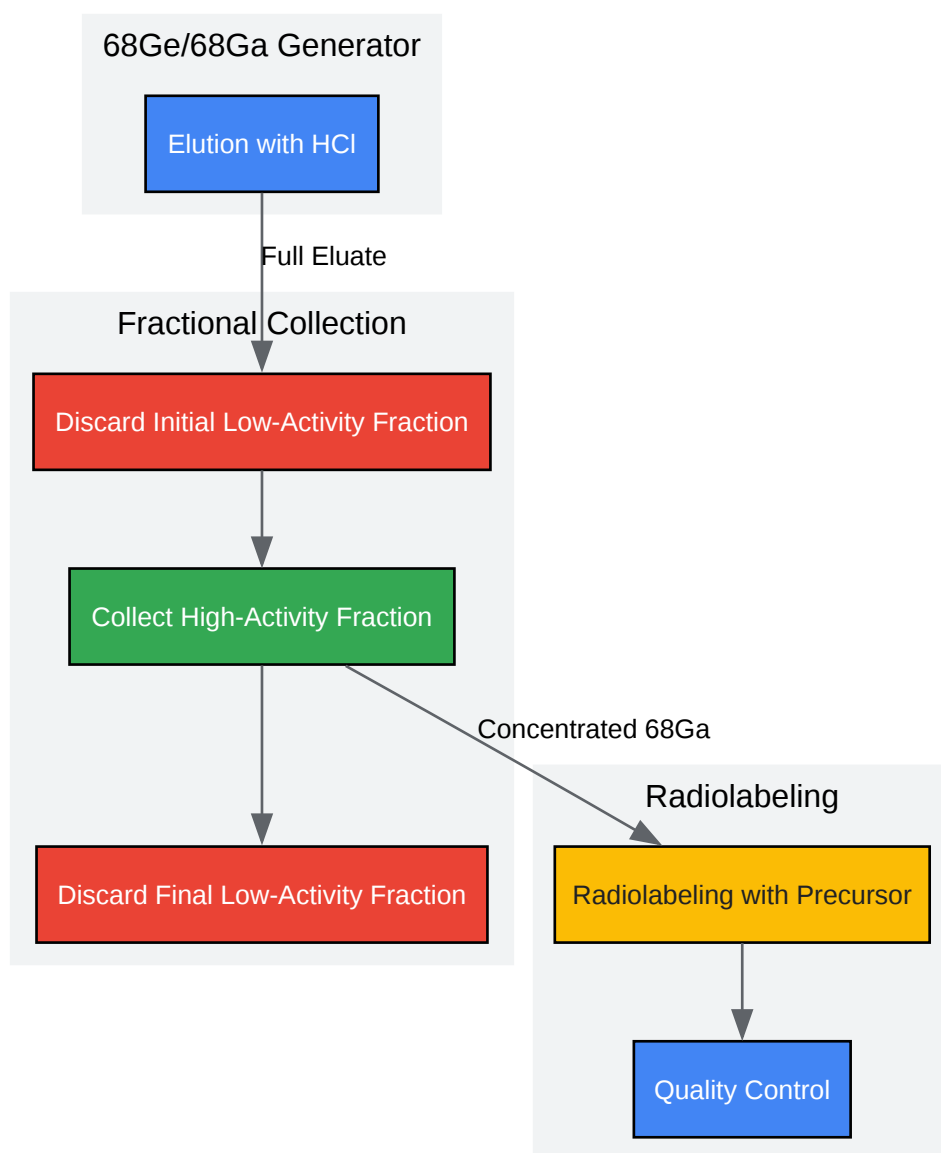 68Ge/68Ga Generator
Elution with HCl
Full Eluate
Fractional Collection
Discard Initial Low-Activity Fraction
Collect High-Activity Fraction
Concentrated 68Ga
Radiolabeling
Discard Final Low-Activity Fraction
Radiolabeling with Precursor
Quality Control